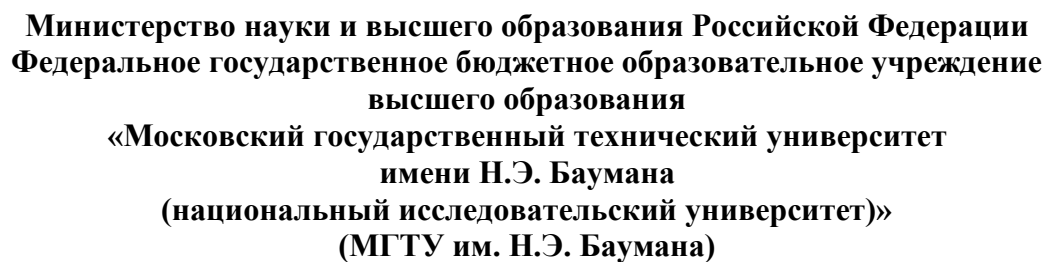 Министерство науки и высшего образования Российской Федерации
Федеральное государственное бюджетное образовательное учреждение
высшего образования
«Московский государственный технический университет
имени Н.Э. Баумана
(национальный исследовательский университет)»
(МГТУ им. Н.Э. Баумана)